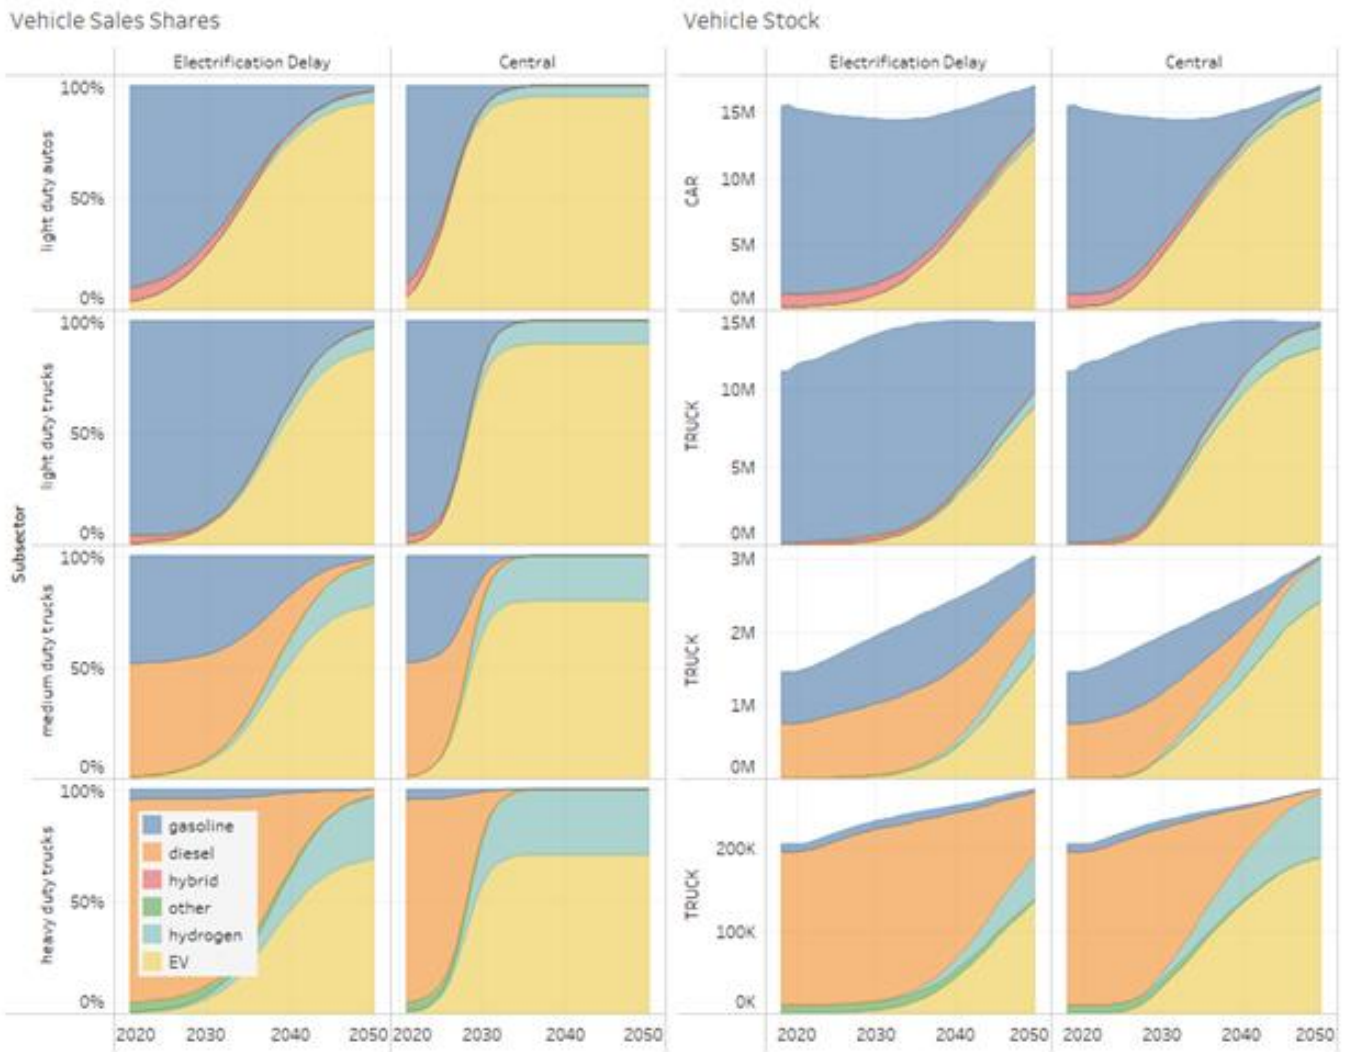 Vehicle Sales Shares
Vehicle Stock
Electrification Delay
Central
Electrification Delay
Central
Subsector
light duty autos
100%
50%
0%
CAR
15M
10M
5M
0M
light duty trucks
100%
50%
0%
TRUCK
15M
10M
5M
0M
medium duty trucks
100%
50%
0%
TRUCK
3M
2M
1M
0M
heavy duty trucks
100%
50%
0%
gasoline
diesel
hybrid
other
hydrogen
EV
TRUCK
200K
100K
0K
2020 2030 2040 2050
2020 2030 2040 2050
2020 2030 2040 2050
2020 2030 2040 2050